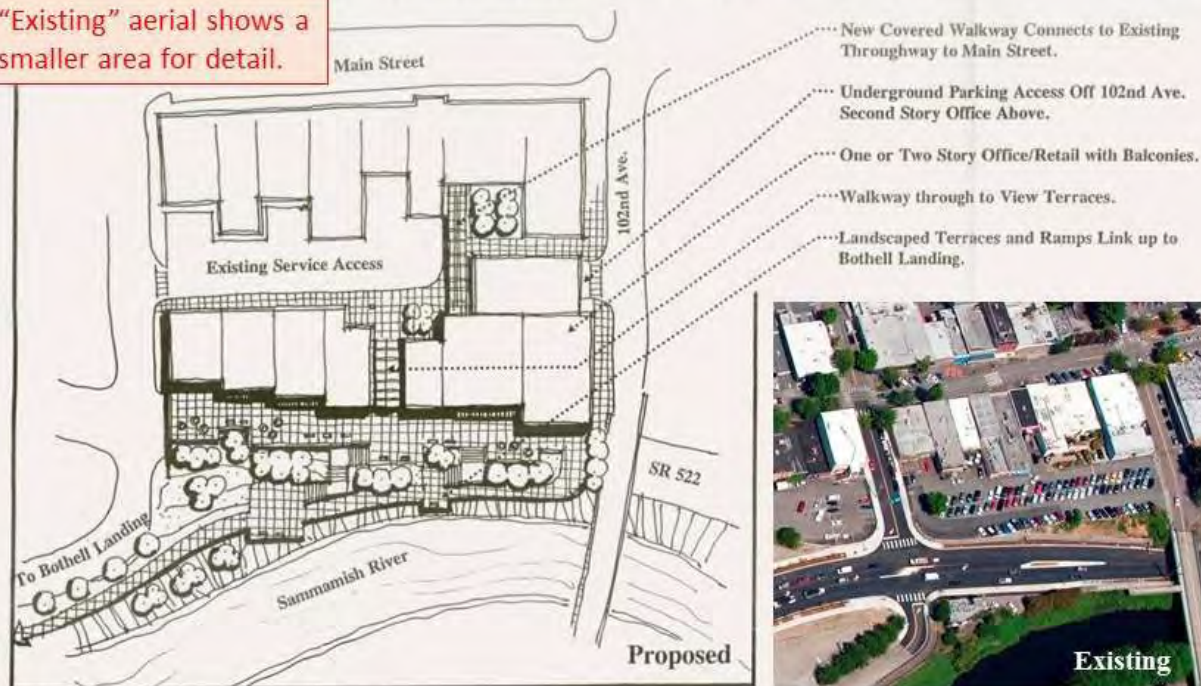 “Existing” aerial shows a
smaller area for detail.
Main Street
102nd Ave.
Existing Service Access
SR 522
To Bothell Landing
Sammamish River
Proposed
New Covered Walkway Connects to Existing
Throughway to Main Street.
Underground Parking Access Off 102nd Ave.
Second Story Office Above.
One or Two Story Office/Retail with Balconies.
Walkway through to View Terraces.
Landscaped Terraces and Ramps Link up to
Bothell Landing.
Existing